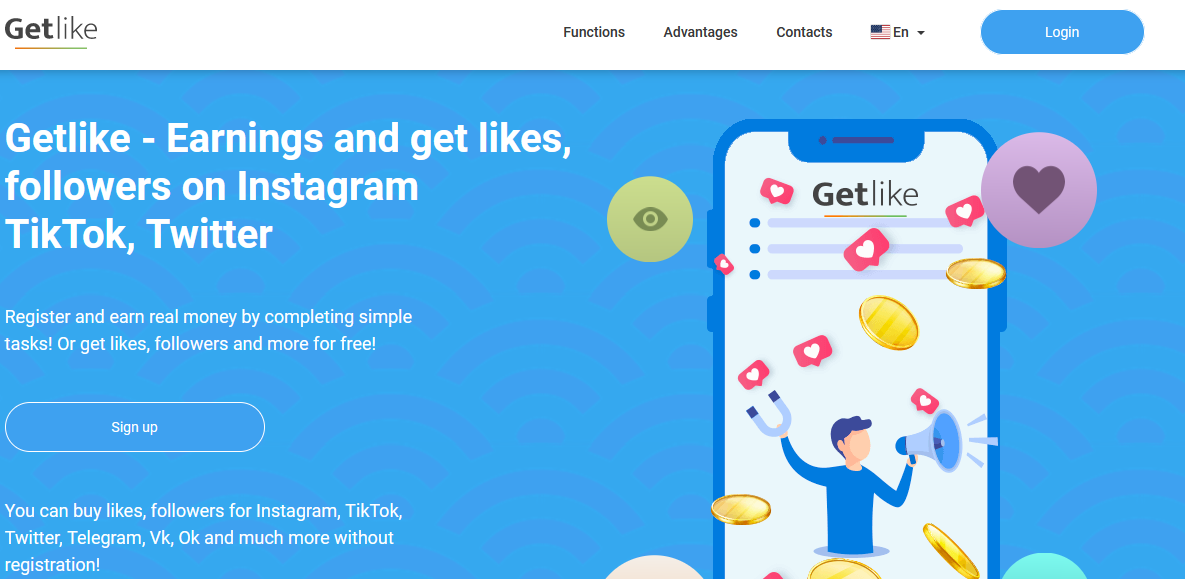 Getlike
Functions
Advantages
Contacts
En
Login
Getlike - Earnings and get likes,
followers on Instagram
TikTok, Twitter
Register and earn real money by completing simple
tasks! Or get likes, followers and more for free!
Sign up
You can buy likes, followers for Instagram, TikTok,
Twitter, Telegram, Vk, Ok and much more without
registration!
Getlike